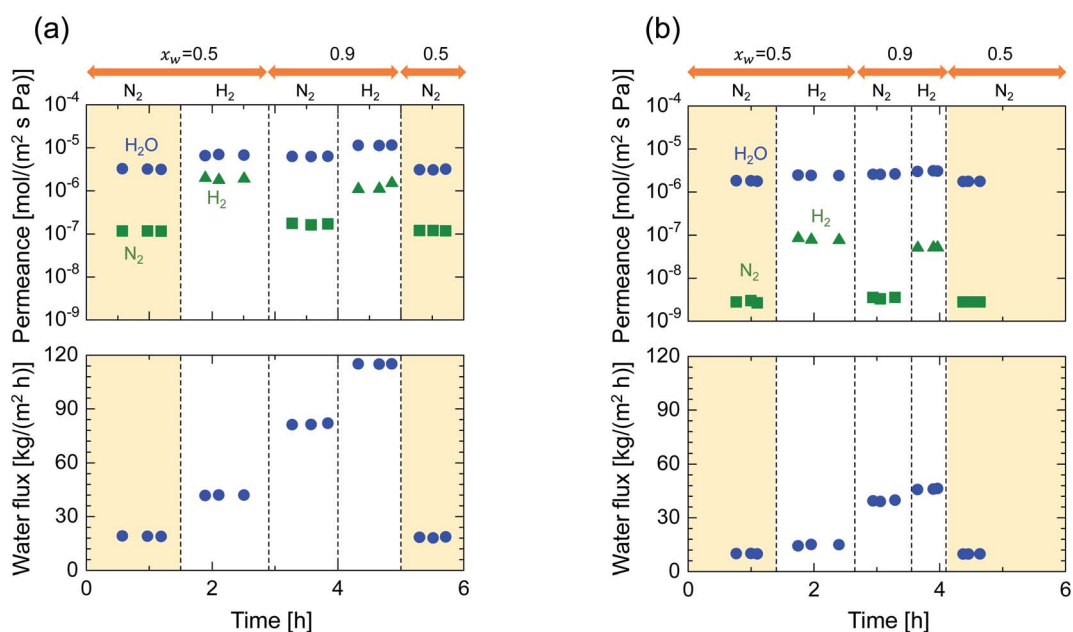 (a)
x_w=0.5 0.9 0.5
N₂ H₂ N₂ H₂ N₂
Permeance [mol/(m² s Pa)]
10⁻⁴
10⁻⁵
10⁻⁶
10⁻⁷
10⁻⁸
10⁻⁹
H₂O
H₂
N₂
Water flux [kg/(m² h)]
120
90
60
30
0
0 2 4 6
Time [h]
(b)
x_w=0.5 0.9 0.5
N₂ H₂ N₂ H₂ N₂
Permeance [mol/(m² s Pa)]
10⁻⁴
10⁻⁵
10⁻⁶
10⁻⁷
10⁻⁸
10⁻⁹
H₂O
H₂
N₂
Water flux [kg/(m² h)]
120
90
60
30
0
0 2 4 6
Time [h]